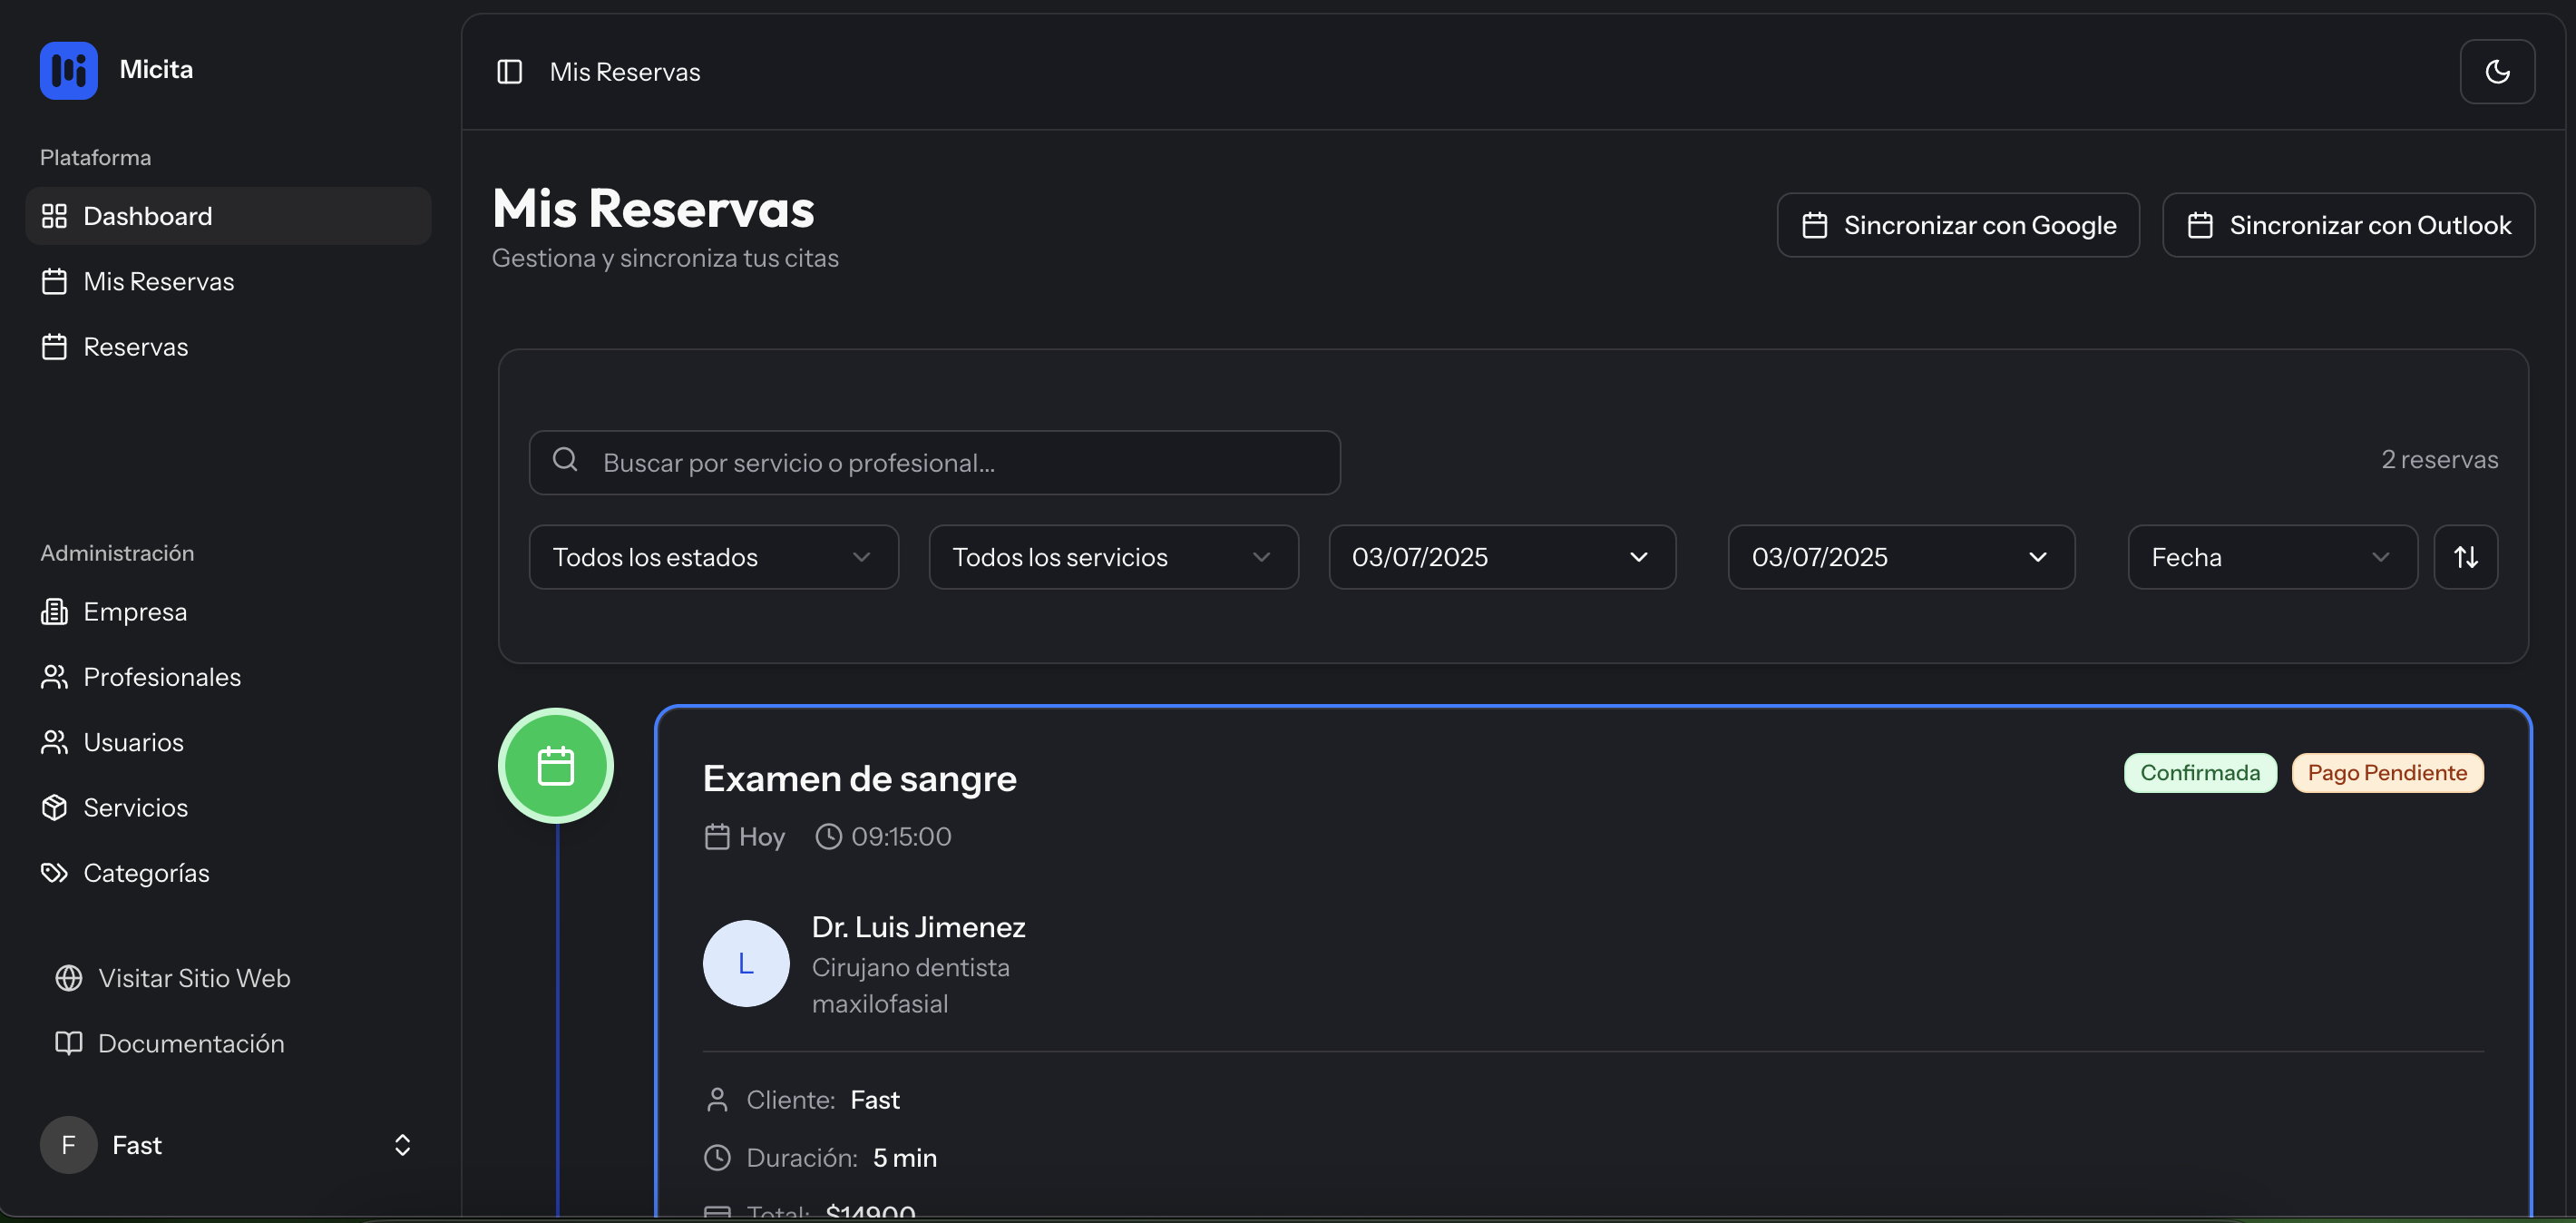 Micita
Plataforma
Dashboard
Mis Reservas
Reservas
Administración
Empresa
Profesionales
Usuarios
Servicios
Categorías
Visitar Sitio Web
Documentación
F
Fast
Mis Reservas
Mis Reservas
Gestiona y sincroniza tus citas
Sincronizar con Google
Sincronizar con Outlook
Buscar por servicio o profesional...
2 reservas
Todos los estados
Todos los servicios
03/07/2025
03/07/2025
Fecha
Examen de sangre
Confirmada
Pago Pendiente
Hoy
09:15:00
L
Dr. Luis Jimenez
Cirujano dentista
maxilofasial
Cliente: Fast
Duración: 5 min
Total: $14900